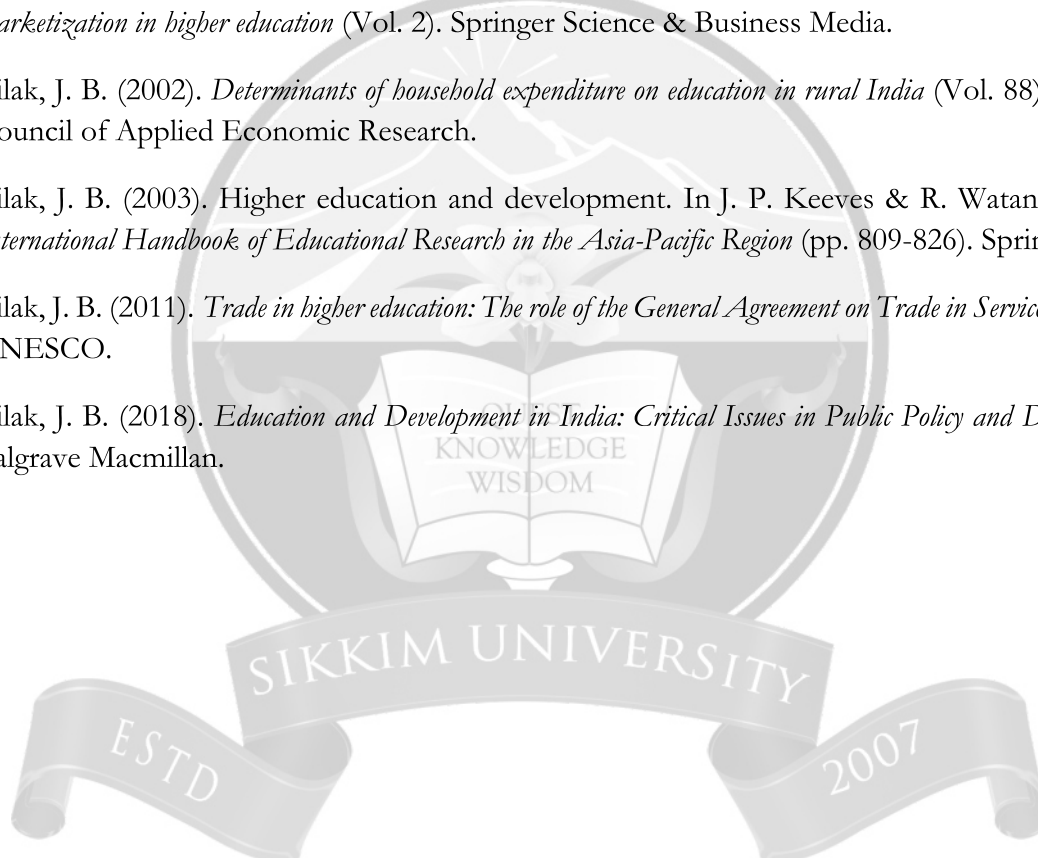 arketization in higher education (Vol. 2). Springer Science & Business Media.
ilak, J. B. (2002). Determinants of household expenditure on education in rural India (Vol. 88)
ouncil of Applied Economic Research.
ilak, J. B. (2003). Higher education and development. In J. P. Keeves & R. Watan
ternational Handbook of Educational Research in the Asia-Pacific Region (pp. 809-826). Sprin
ilak, J. B. (2011). Trade in higher education: The role of the General Agreement on Trade in Service
NESCO.
ilak, J. B. (2018). Education and Development in India: Critical Issues in Public Policy and D
algrave Macmillan.
QUEST
KNOWLEDGE
WISDOM
SIKKIM UNIVERSITY
ESTD
2007